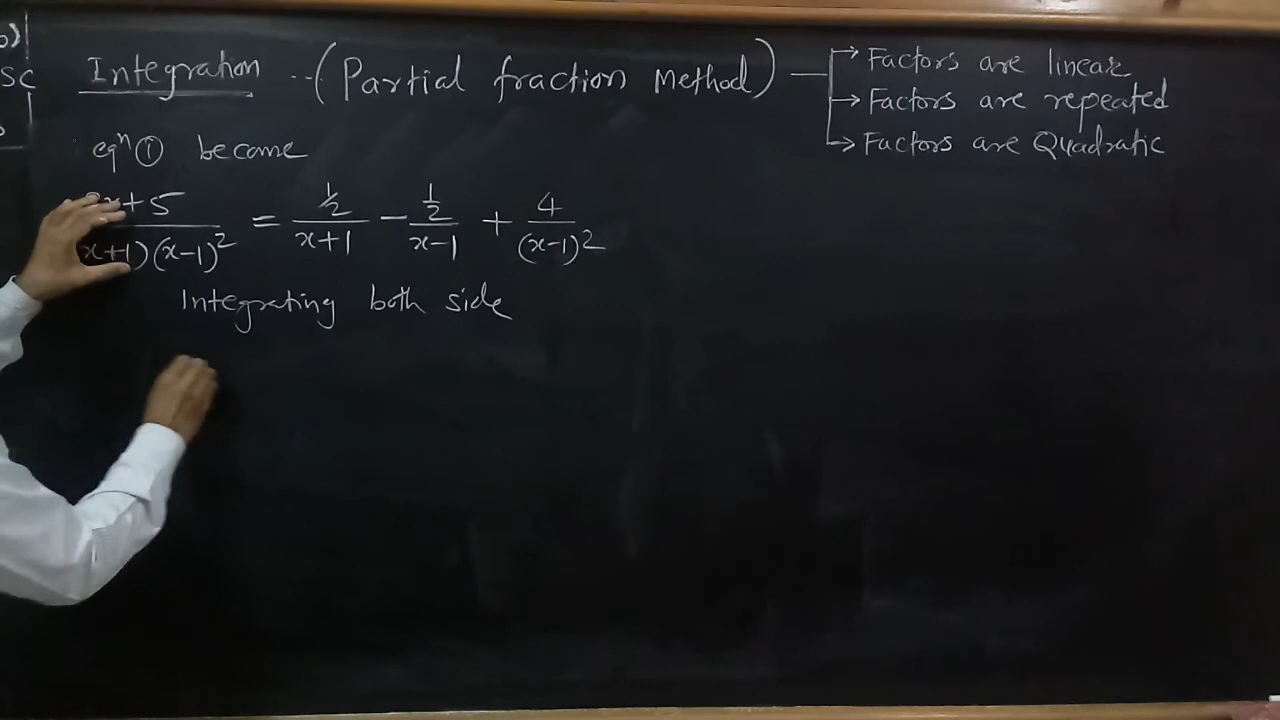 Integration --- (Partial fraction Method) → Factors are linear
→ Factors are repeated
→ Factors are Quadratic
SC
eqⁿ ① become
x+5/(x+1)(x-1)² = ½/x+1 - ½/x-1 + 4/(x-1)²
Integrating both side